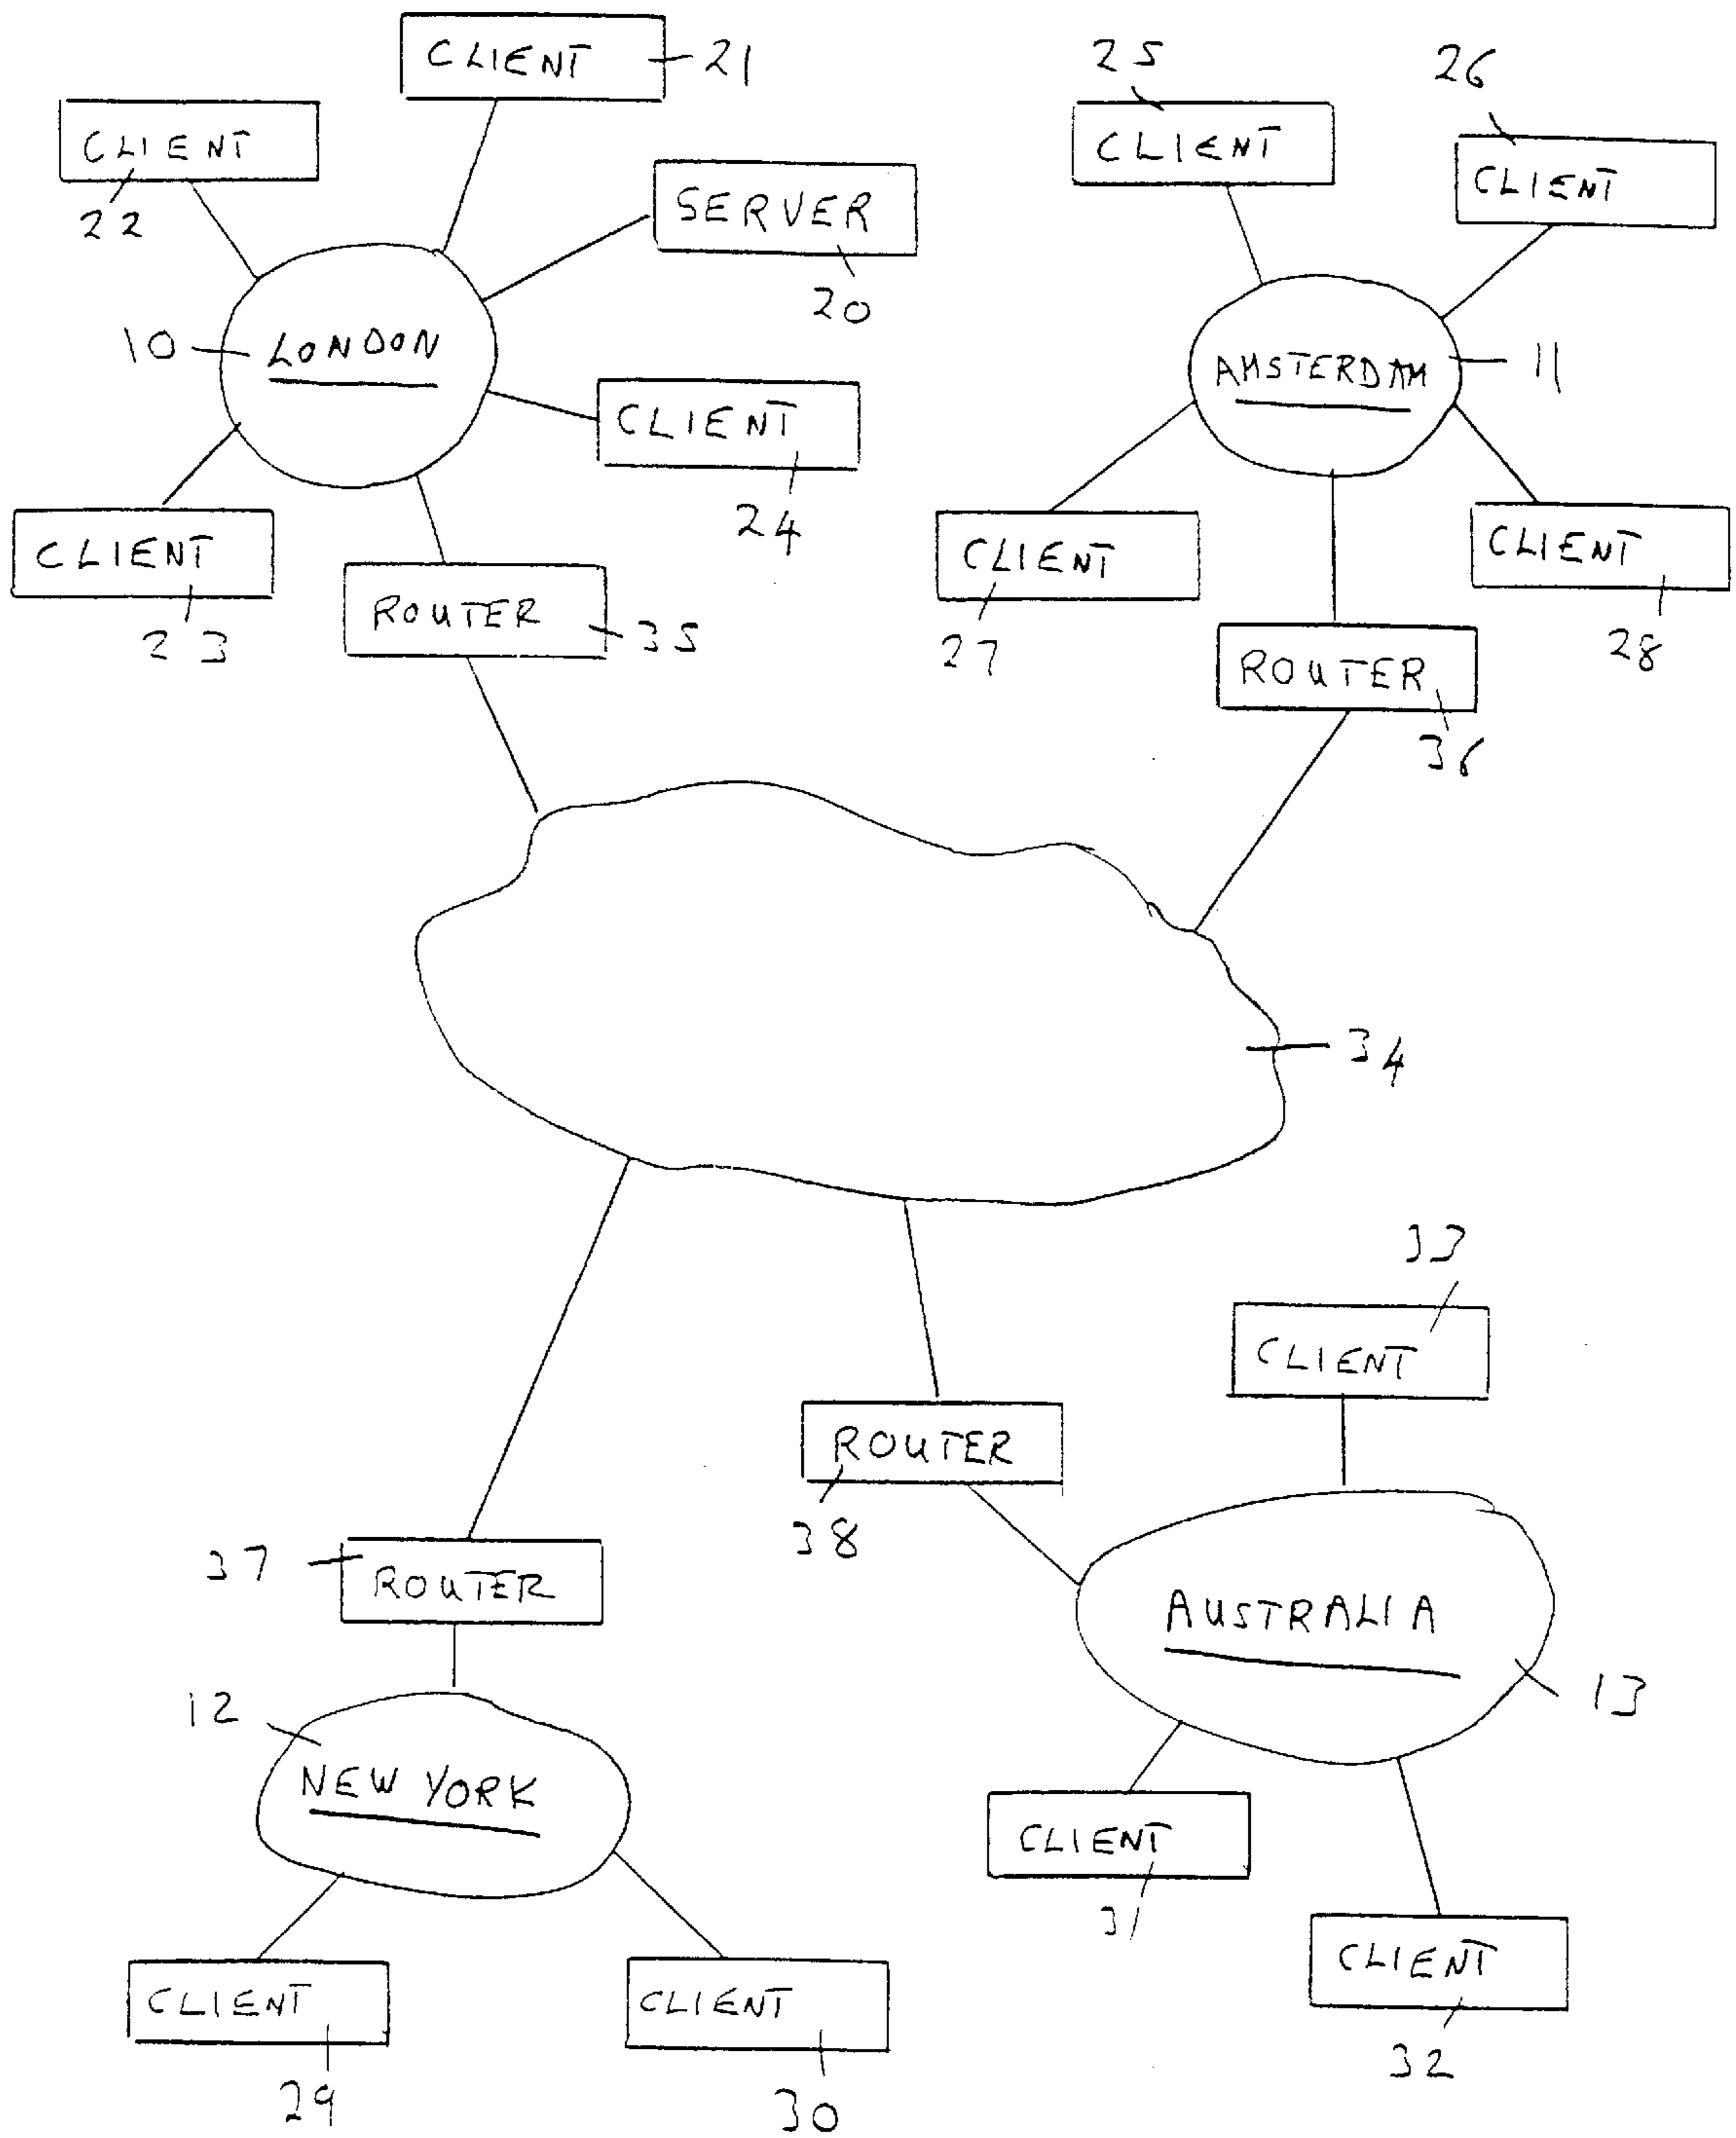 CLIENT
21
CLIENT
22
SERVER
20
10
LONDON
CLIENT
24
CLIENT
23
ROUTER
35
25
CLIENT
26
CLIENT
AMSTERDAM
11
CLIENT
27
CLIENT
28
ROUTER
36
34
33
CLIENT
ROUTER
38
37
ROUTER
AUSTRALIA
13
12
NEW YORK
CLIENT
31
CLIENT
32
CLIENT
29
CLIENT
30